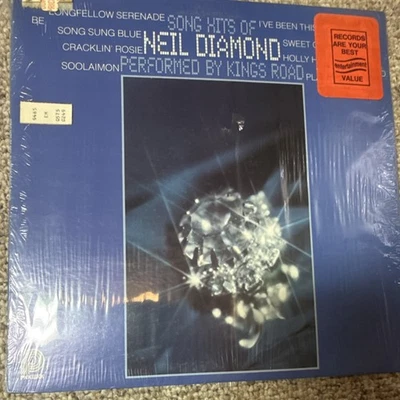 LONGFELLOW SERENADE
BE
SONG HITS OF
I'VE BEEN THIS
SONG SUNG BLUE
NEIL DIAMOND
SWEET
CRACKLIN' ROSIE
HOLLY H
SOOLAIMON
PERFORMED BY KINGS ROAD
RECORDS
ARE YOUR
BEST
entertainment
VALUE